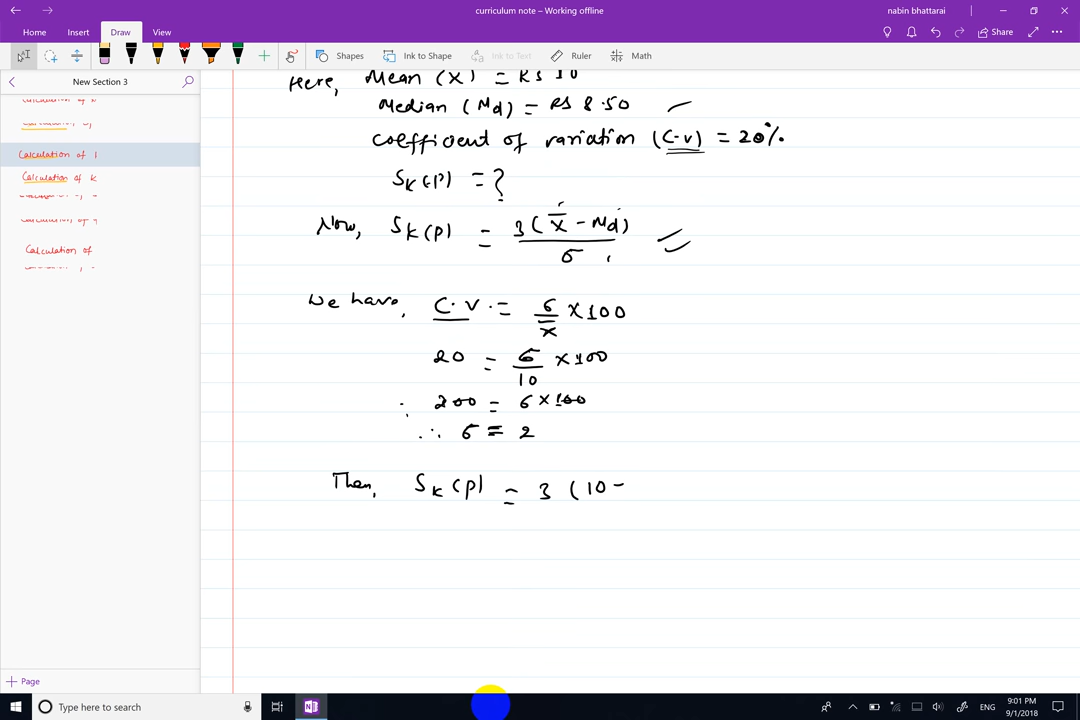 curriculum note – Working offline
nabin bhattarai
Home Insert Draw View
Share
Shapes Ink to Shape Ink to Text Ruler Math
New Section 3
Calculation of
Calculation of k
Calculation of
Page
Here, Mean (X) = Rs 10
Median (Md) = Rs 8.50
coefficient of variation (C.V) = 20%
Sk(P) = ?
Now, Sk(P) = 3(X̄ - Md) / σ
We have, C.V. = σ/X̄ × 100
20 = σ/10 × 100
∴ 200 = σ × 100
∴ σ = 2
Then, Sk(P) = 3 (10 -
Type here to search
ENG
9:01 PM
9/1/2018